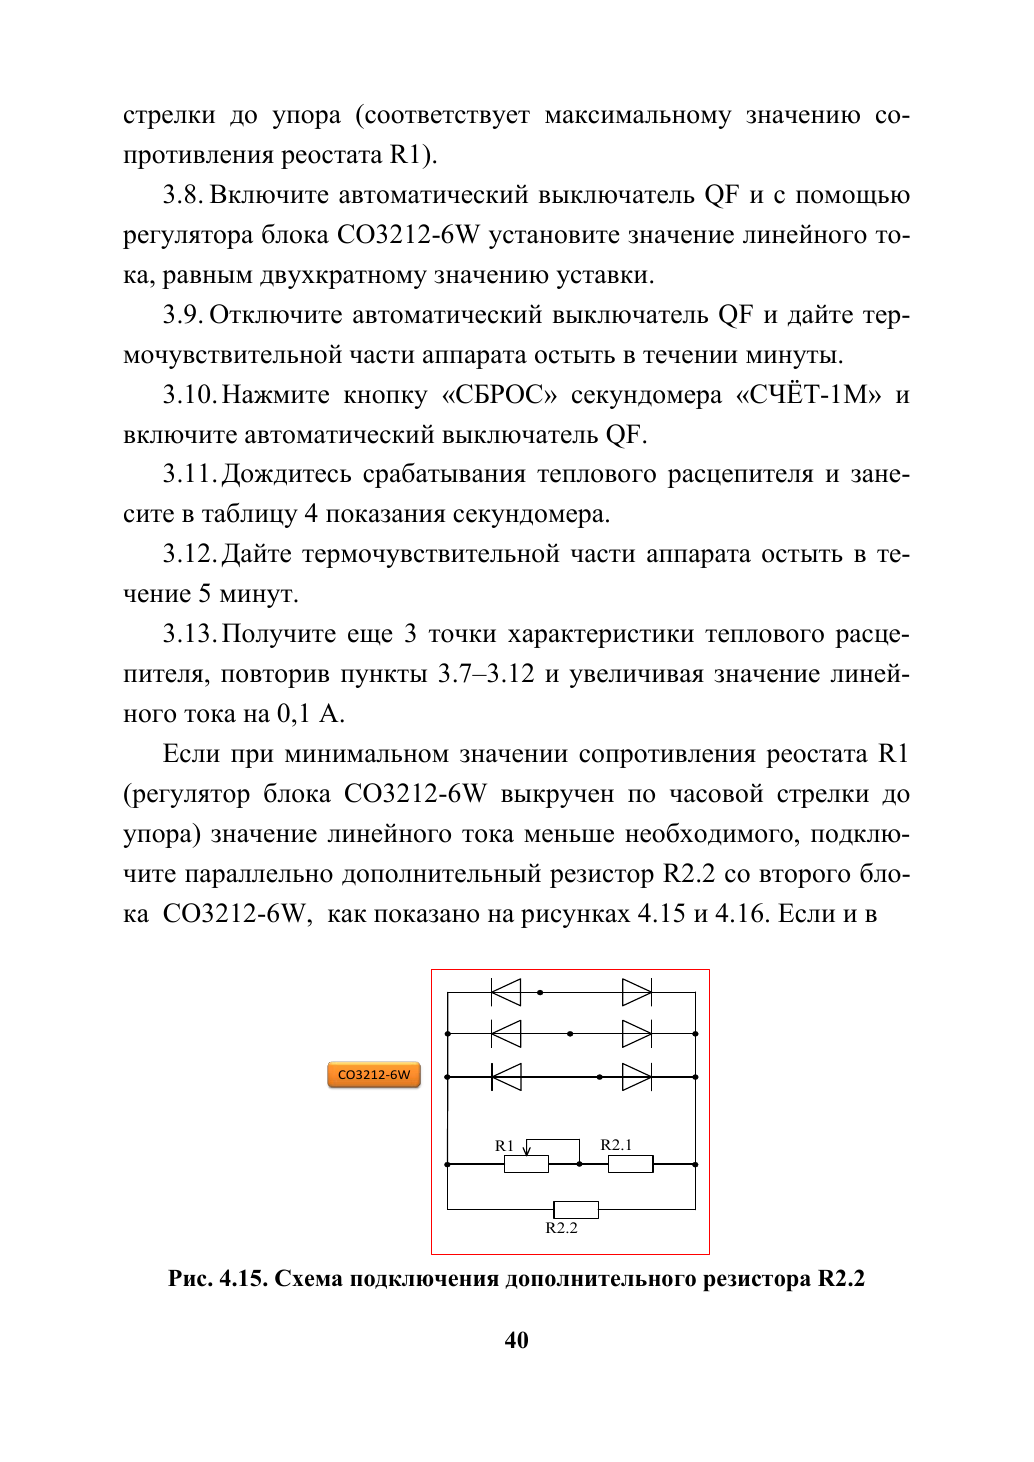 стрелки до упора (соответствует максимальному значению со-
противления реостата R1).
3.8. Включите автоматический выключатель QF и с помощью
регулятора блока СО3212-6W установите значение линейного то-
ка, равным двухкратному значению уставки.
3.9. Отключите автоматический выключатель QF и дайте тер-
мочувствительной части аппарата остыть в течении минуты.
3.10. Нажмите кнопку «СБРОС» секундомера «СЧЁТ-1М» и
включите автоматический выключатель QF.
3.11. Дождитесь срабатывания теплового расцепителя и зане-
сите в таблицу 4 показания секундомера.
3.12. Дайте термочувствительной части аппарата остыть в те-
чение 5 минут.
3.13. Получите еще 3 точки характеристики теплового расце-
пителя, повторив пункты 3.7–3.12 и увеличивая значение линей-
ного тока на 0,1 А.
Если при минимальном значении сопротивления реостата R1
(регулятор блока СО3212-6W выкручен по часовой стрелки до
упора) значение линейного тока меньше необходимого, подклю-
чите параллельно дополнительный резистор R2.2 со второго бло-
ка СО3212-6W, как показано на рисунках 4.15 и 4.16. Если и в
СО3212-6W
R1
R2.1
R2.2
Рис. 4.15. Схема подключения дополнительного резистора R2.2
40